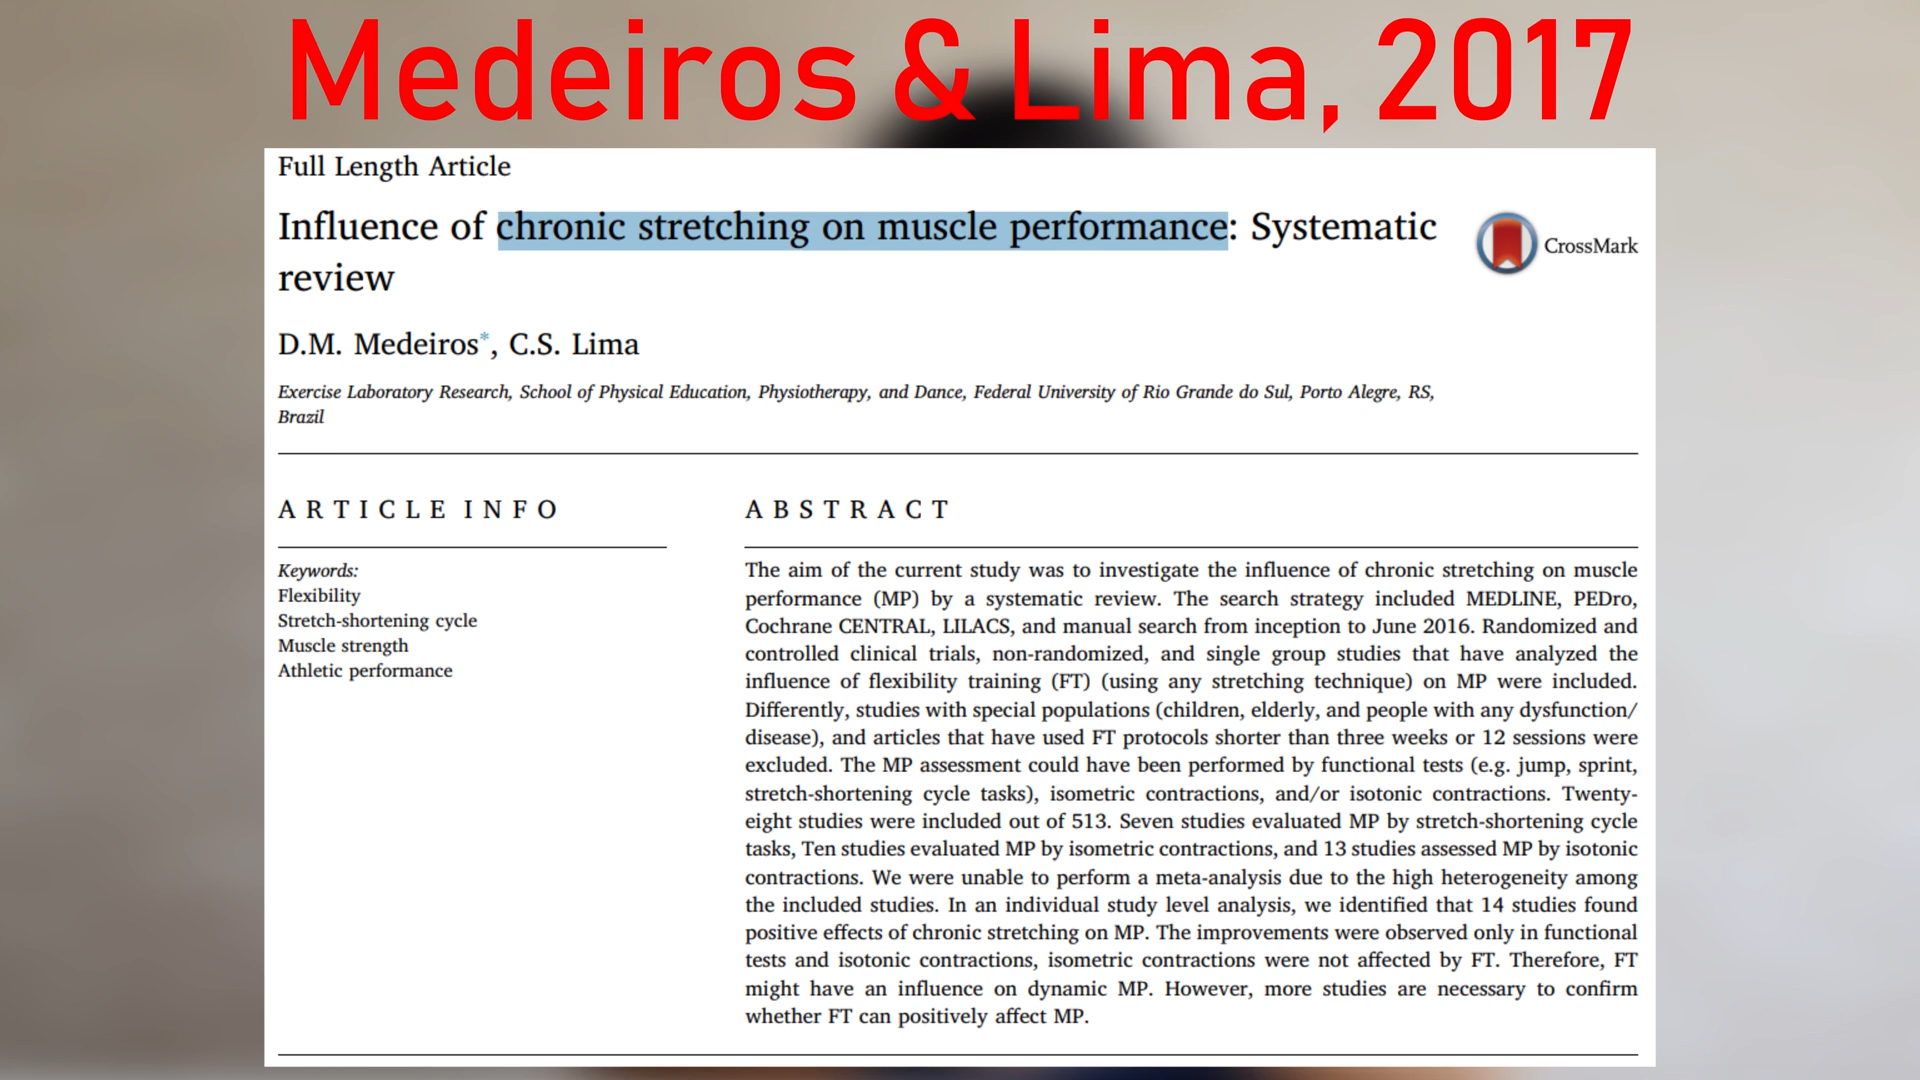 Medeiros & Lima, 2017
Full Length Article
Influence of chronic stretching on muscle performance: Systematic
review
CrossMark
D.M. Medeiros*, C.S. Lima
Exercise Laboratory Research, School of Physical Education, Physiotherapy, and Dance, Federal University of Rio Grande do Sul, Porto Alegre, RS,
Brazil
ARTICLE INFO
Keywords:
Flexibility
Stretch-shortening cycle
Muscle strength
Athletic performance
ABSTRACT
The aim of the current study was to investigate the influence of chronic stretching on muscle
performance (MP) by a systematic review. The search strategy included MEDLINE, PEDro,
Cochrane CENTRAL, LILACS, and manual search from inception to June 2016. Randomized and
controlled clinical trials, non-randomized, and single group studies that have analyzed the
influence of flexibility training (FT) (using any stretching technique) on MP were included.
Differently, studies with special populations (children, elderly, and people with any dysfunction/
disease), and articles that have used FT protocols shorter than three weeks or 12 sessions were
excluded. The MP assessment could have been performed by functional tests (e.g. jump, sprint,
stretch-shortening cycle tasks), isometric contractions, and/or isotonic contractions. Twenty-
eight studies were included out of 513. Seven studies evaluated MP by stretch-shortening cycle
tasks, Ten studies evaluated MP by isometric contractions, and 13 studies assessed MP by isotonic
contractions. We were unable to perform a meta-analysis due to the high heterogeneity among
the included studies. In an individual study level analysis, we identified that 14 studies found
positive effects of chronic stretching on MP. The improvements were observed only in functional
tests and isotonic contractions, isometric contractions were not affected by FT. Therefore, FT
might have an influence on dynamic MP. However, more studies are necessary to confirm
whether FT can positively affect MP.